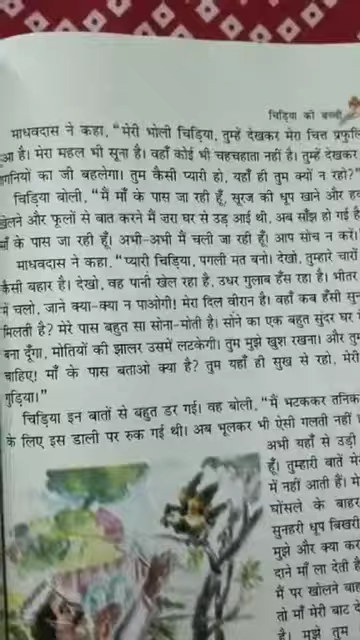 चिड़िया की बच्ची
माधवदास ने कहा, "मेरी भोली चिड़िया, तुम्हें देखकर मेरा चित्त प्रफुल्लि
आ है। मेरा महल भी सूना है। वहाँ कोई भी चहचहाता नहीं है। तुम्हें देखकर
गनियों का जी बहलेगा। तुम कैसी प्यारी हो, यहाँ ही तुम क्यों न रहो?"
चिड़िया बोली, "मैं माँ के पास जा रही हूँ, सूरज की धूप खाने और हव
खेलने और फूलों से बात करने मैं ज़रा घर से उड़ आई थी, अब साँझ हो गई है
माँ के पास जा रही हूँ। अभी-अभी मैं चली जा रही हूँ। आप सोच न करें।
माधवदास ने कहा, "प्यारी चिड़िया, पगली मत बनो। देखो, तुम्हारे चारों
कैसी बहार है। देखो, वह पानी खेल रहा है, उधर गुलाब हँस रहा है। भीतर
में चलो, जाने क्या-क्या न पाओगी! मेरा दिल वीरान है। वहाँ कब हँसी सु
मिलती है? मेरे पास बहुत सा सोना-मोती है। सोने का एक बहुत सुंदर घर मैं
बना दूँगा, मोतियों की झालर उसमें लटकेगी। तुम मुझे खुश रखना। और तु
चाहिए! माँ के पास बताओ क्या है? तुम यहाँ ही सुख से रहो, मेरी
गुड़िया।"
चिड़िया इन बातों से बहुत डर गई। वह बोली, "मैं भटककर तनिक
के लिए इस डाली पर रुक गई थी। अब भूलकर भी ऐसी गलती नहीं
अभी यहाँ से उड़ी
हूँ। तुम्हारी बातें मे
में नहीं आती हैं। मे
घोंसले के बाहर
सुनहरी धूप बिखर
मुझे और क्या कर
दाने माँ ला देती है
मैं पर खोलने बाह
तो माँ मेरी बाट दे
है। मुझे तुम